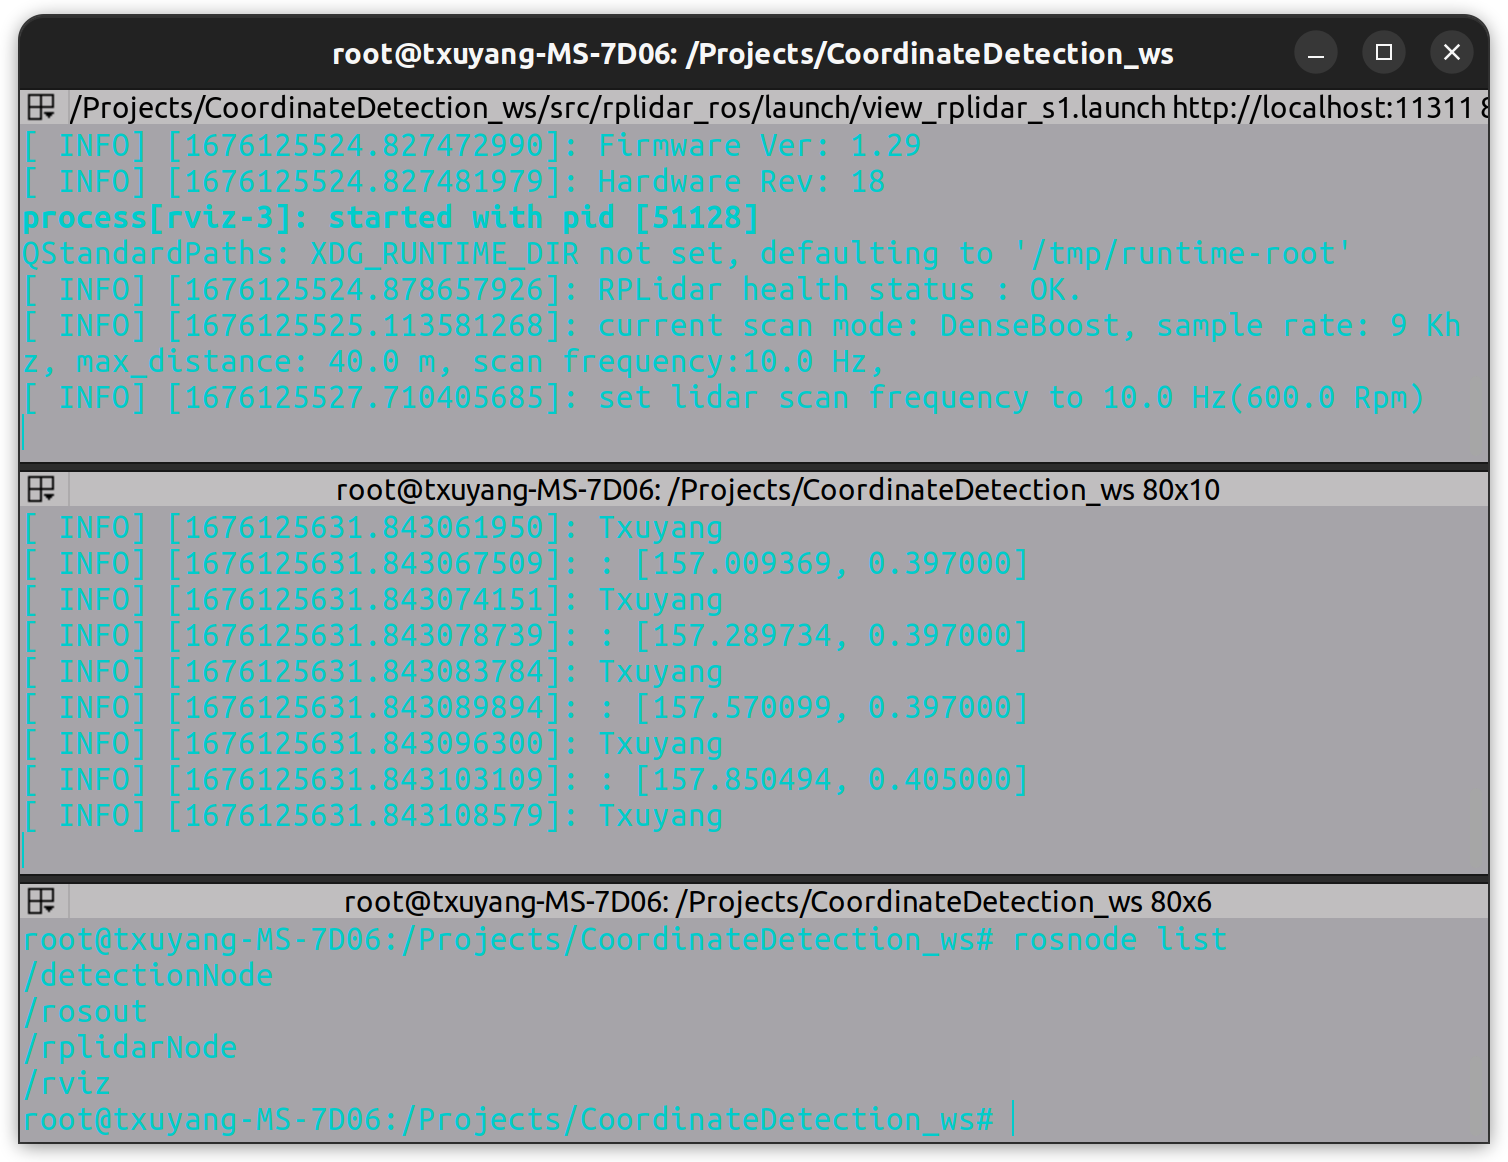 root@txuyang-MS-7D06: /Projects/CoordinateDetection_ws
/Projects/CoordinateDetection_ws/src/rplidar_ros/launch/view_rplidar_s1.launch http://localhost:11311 8
[ INFO] [1676125524.827472990]: Firmware Ver: 1.29
[ INFO] [1676125524.827481979]: Hardware Rev: 18
process[rviz-3]: started with pid [51128]
QStandardPaths: XDG_RUNTIME_DIR not set, defaulting to '/tmp/runtime-root'
[ INFO] [1676125524.878657926]: RPLidar health status : OK.
[ INFO] [1676125525.113581268]: current scan mode: DenseBoost, sample rate: 9 Kh
z, max_distance: 40.0 m, scan frequency:10.0 Hz,
[ INFO] [1676125527.710405685]: set lidar scan frequency to 10.0 Hz(600.0 Rpm)
root@txuyang-MS-7D06: /Projects/CoordinateDetection_ws 80x10
[ INFO] [1676125631.843061950]: Txuyang
[ INFO] [1676125631.843067509]: : [157.009369, 0.397000]
[ INFO] [1676125631.843074151]: Txuyang
[ INFO] [1676125631.843078739]: : [157.289734, 0.397000]
[ INFO] [1676125631.843083784]: Txuyang
[ INFO] [1676125631.843089894]: : [157.570099, 0.397000]
[ INFO] [1676125631.843096300]: Txuyang
[ INFO] [1676125631.843103109]: : [157.850494, 0.405000]
[ INFO] [1676125631.843108579]: Txuyang
root@txuyang-MS-7D06: /Projects/CoordinateDetection_ws 80x6
root@txuyang-MS-7D06:/Projects/CoordinateDetection_ws# rosnode list
/detectionNode
/rosout
/rplidarNode
/rviz
root@txuyang-MS-7D06:/Projects/CoordinateDetection_ws#